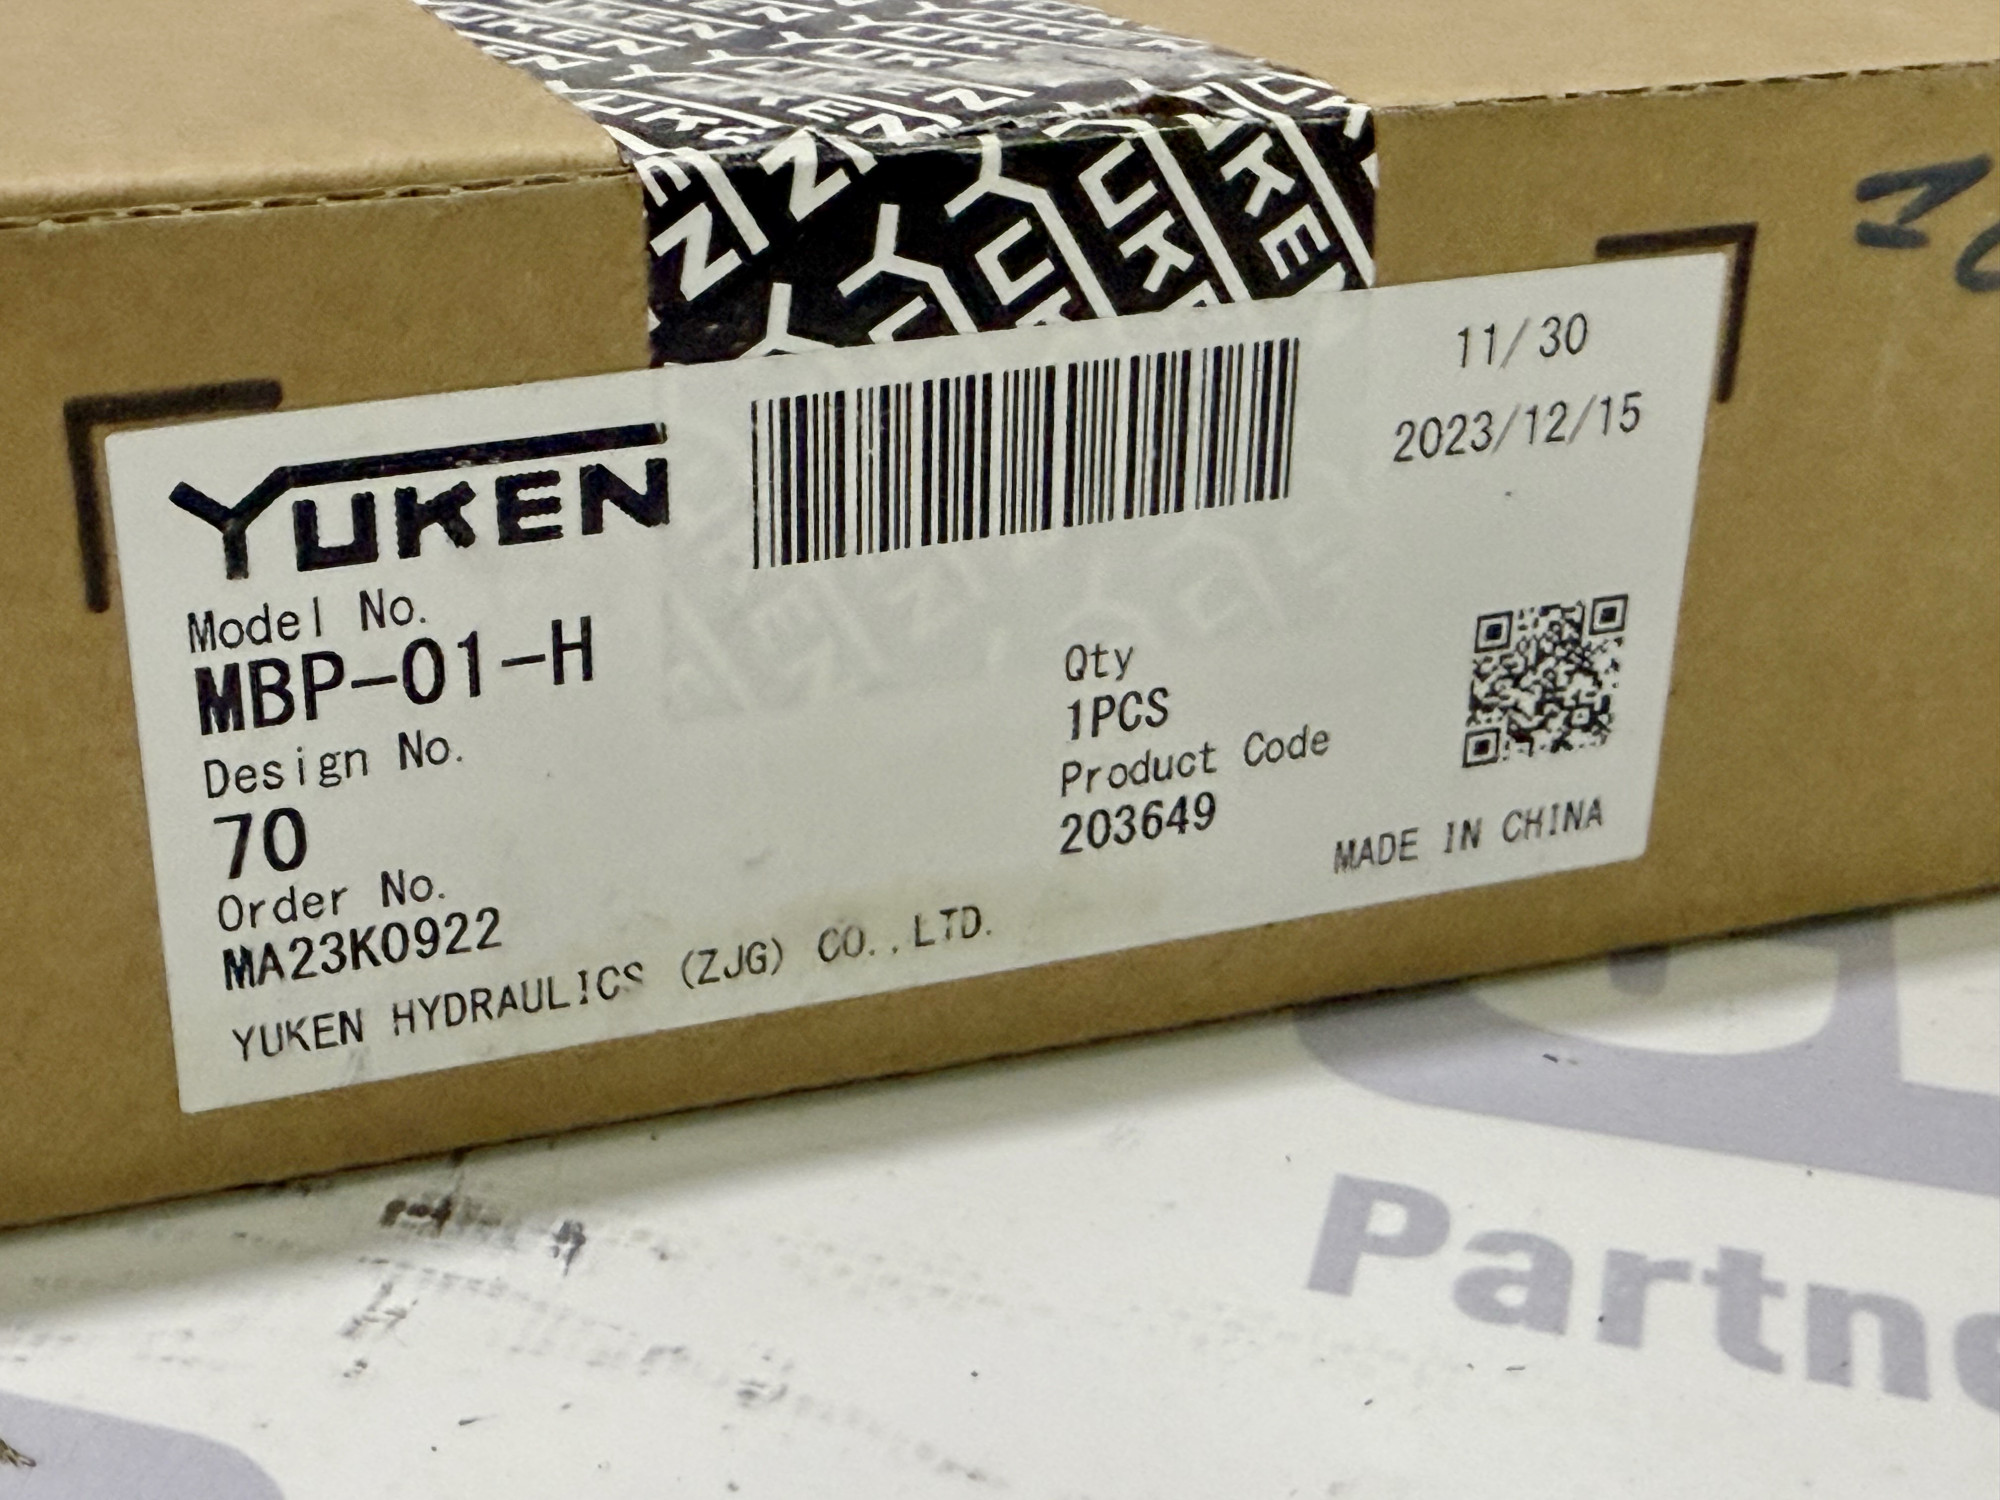 YUKEN
11/30
2023/12/15
Model No.
MBP-01-H
Design No.
70
Order No.
MA23K0922
Qty
1PCS
Product Code
203649
MADE IN CHINA
YUKEN HYDRAULICS (ZJG) CO.,LTD.